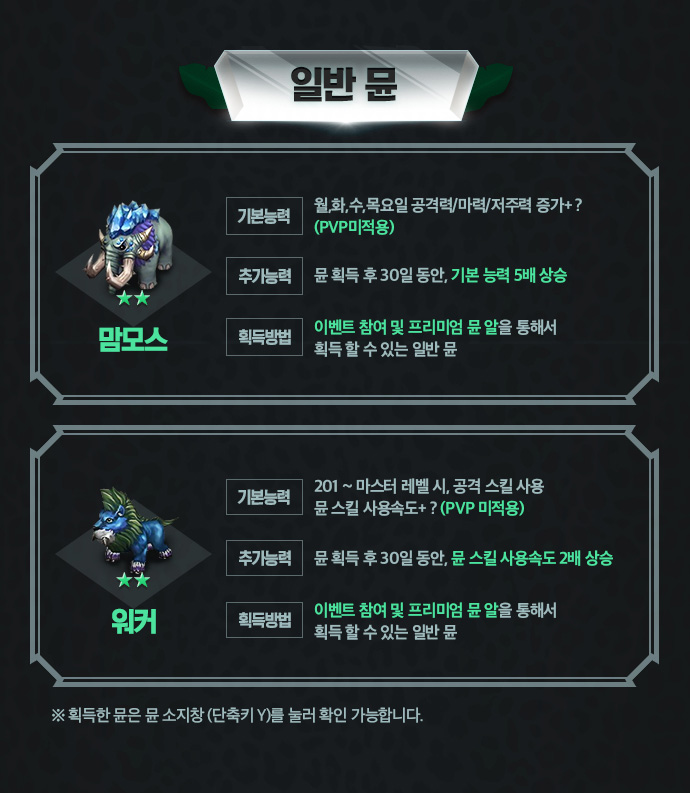 일반 뮨
기본능력
월,화,수,목요일 공격력/마력/저주력 증가+ ?
(PVP미적용)
추가능력
뮨 획득 후 30일 동안, 기본 능력 5배 상승
★★
맘모스
획득방법
이벤트 참여 및 프리미엄 뮨 알을 통해서
획득 할 수 있는 일반 뮨
기본능력
201 ~ 마스터 레벨 시, 공격 스킬 사용
뮨 스킬 사용속도+ ? (PVP 미적용)
추가능력
뮨 획득 후 30일 동안, 뮨 스킬 사용속도 2배 상승
★★
워커
획득방법
이벤트 참여 및 프리미엄 뮨 알을 통해서
획득 할 수 있는 일반 뮨
※ 획득한 뮨은 뮨 소지창 (단축키 Y)를 눌러 확인 가능합니다.